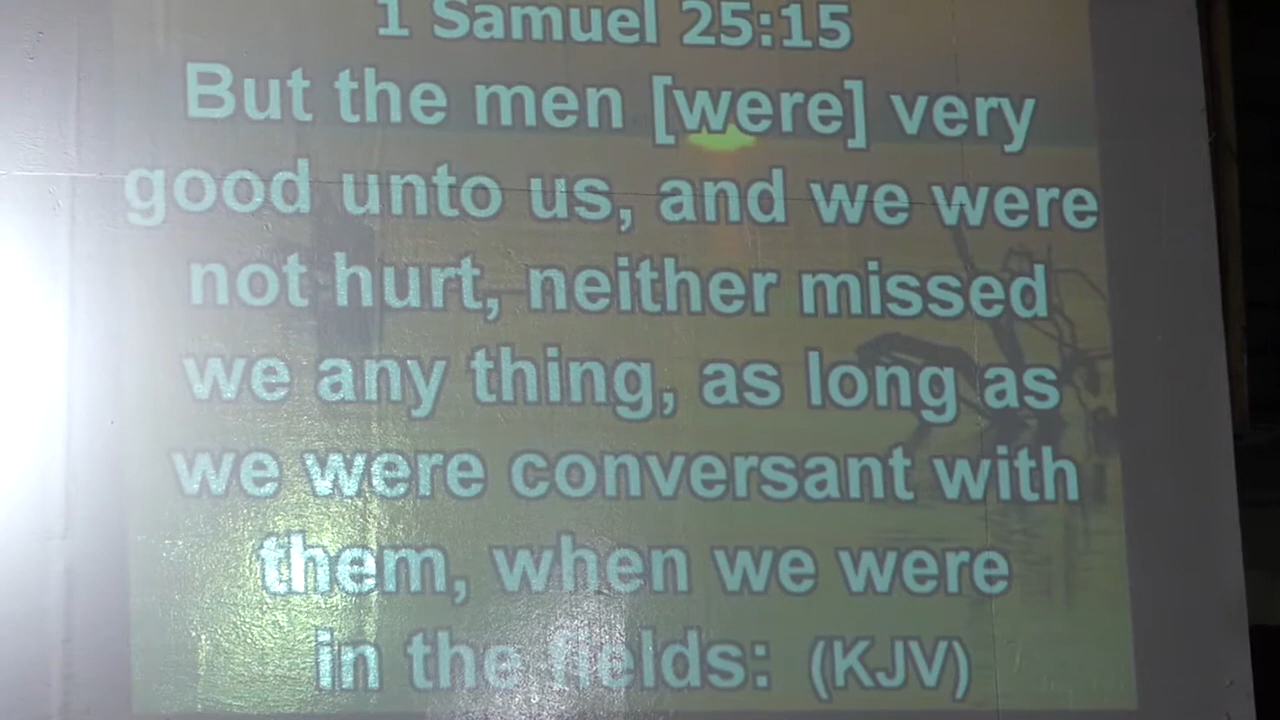 1 Samuel 25:15
But the men [were] very
good unto us, and we were
not hurt, neither missed
we any thing, as long as
we were conversant with
them, when we were
in the fields: (KJV)